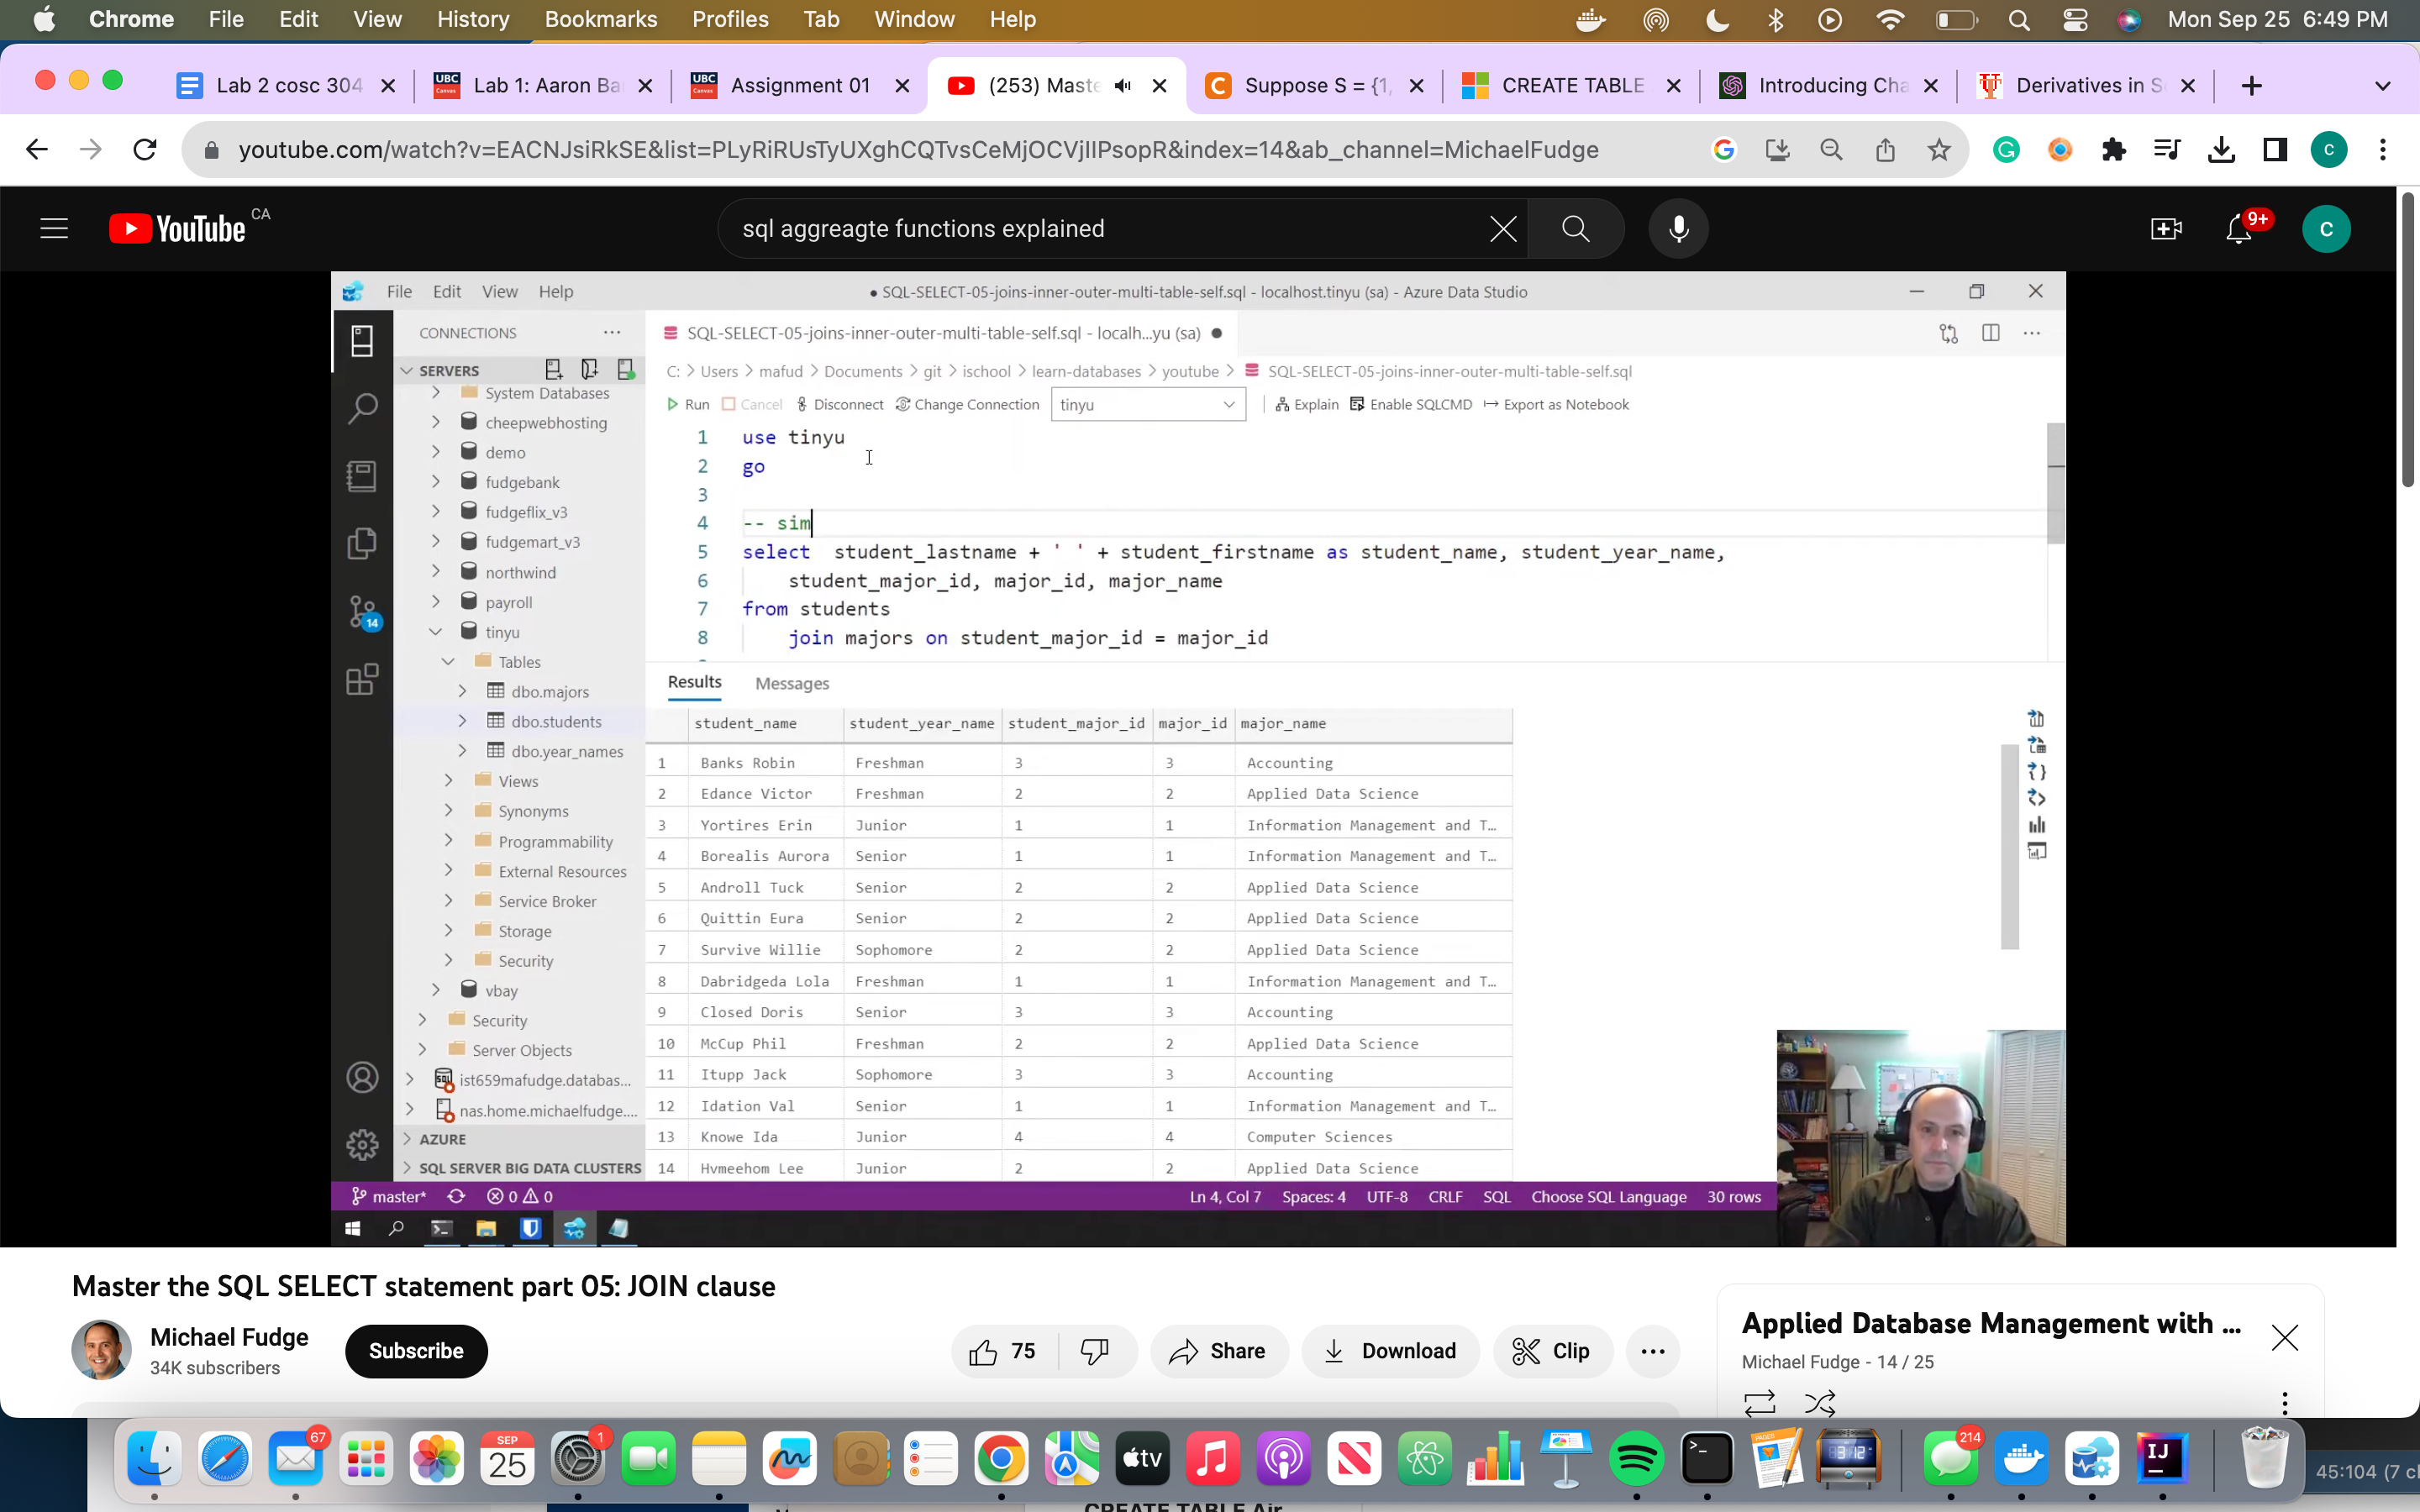 Chrome File Edit View History Bookmarks Profiles Tab Window Help Mon Sep 25 6:49 PM
Lab 2 cosc 304 UBC Canvas Lab 1: Aaron Ba UBC Canvas Assignment 01 (253) Maste C Suppose S = {1, CREATE TABLE Introducing Cha Derivatives in S
youtube.com/watch?v=EACNJsiRkSE&list=PLyRiRUsTyUXghCQTvsCeMjOCVjIIPsopR&index=14&ab_channel=MichaelFudge
YouTube CA sql aggreagte functions explained 9+ C
File Edit View Help ● SQL-SELECT-05-joins-inner-outer-multi-table-self.sql - localhost.tinyu (sa) - Azure Data Studio
CONNECTIONS SQL-SELECT-05-joins-inner-outer-multi-table-self.sql - localh...yu (sa) ●
SERVERS
System Databases
cheepwebhosting
demo
fudgebank
fudgeflix_v3
fudgemart_v3
northwind
payroll
tinyu
Tables
dbo.majors
dbo.students
dbo.year_names
Views
Synonyms
Programmability
External Resources
Service Broker
Storage
Security
vbay
Security
Server Objects
ist659mafudge.databas...
nas.home.michaelfudge....
AZURE
SQL SERVER BIG DATA CLUSTERS
14
C: > Users > mafud > Documents > git > ischool > learn-databases > youtube > SQL-SELECT-05-joins-inner-outer-multi-table-self.sql
Run Cancel Disconnect Change Connection tinyu Explain Enable SQLCMD Export as Notebook
1 use tinyu
2 go
3
4 -- sim
5 select student_lastname + ' ' + student_firstname as student_name, student_year_name,
6 student_major_id, major_id, major_name
7 from students
8 join majors on student_major_id = major_id
Results Messages
student_name student_year_name student_major_id major_id major_name
1 Banks Robin Freshman 3 3 Accounting
2 Edance Victor Freshman 2 2 Applied Data Science
3 Yortires Erin Junior 1 1 Information Management and T...
4 Borealis Aurora Senior 1 1 Information Management and T...
5 Androll Tuck Senior 2 2 Applied Data Science
6 Quittin Eura Senior 2 2 Applied Data Science
7 Survive Willie Sophomore 2 2 Applied Data Science
8 Dabridgeda Lola Freshman 1 1 Information Management and T...
9 Closed Doris Senior 3 3 Accounting
10 McCup Phil Freshman 2 2 Applied Data Science
11 Itupp Jack Sophomore 3 3 Accounting
12 Idation Val Senior 1 1 Information Management and T...
13 Knowe Ida Junior 4 4 Computer Sciences
14 Hvmeehom Lee Junior 2 2 Applied Data Science
master* 0 0 Ln 4, Col 7 Spaces: 4 UTF-8 CRLF SQL Choose SQL Language 30 rows
Master the SQL SELECT statement part 05: JOIN clause
Michael Fudge
34K subscribers
Subscribe 75 Share Download Clip
Applied Database Management with ...
Michael Fudge - 14 / 25
67 SEP 25 1 tv PAGES 214 IJ
45:104 (7 c
CREATE TABLE Air